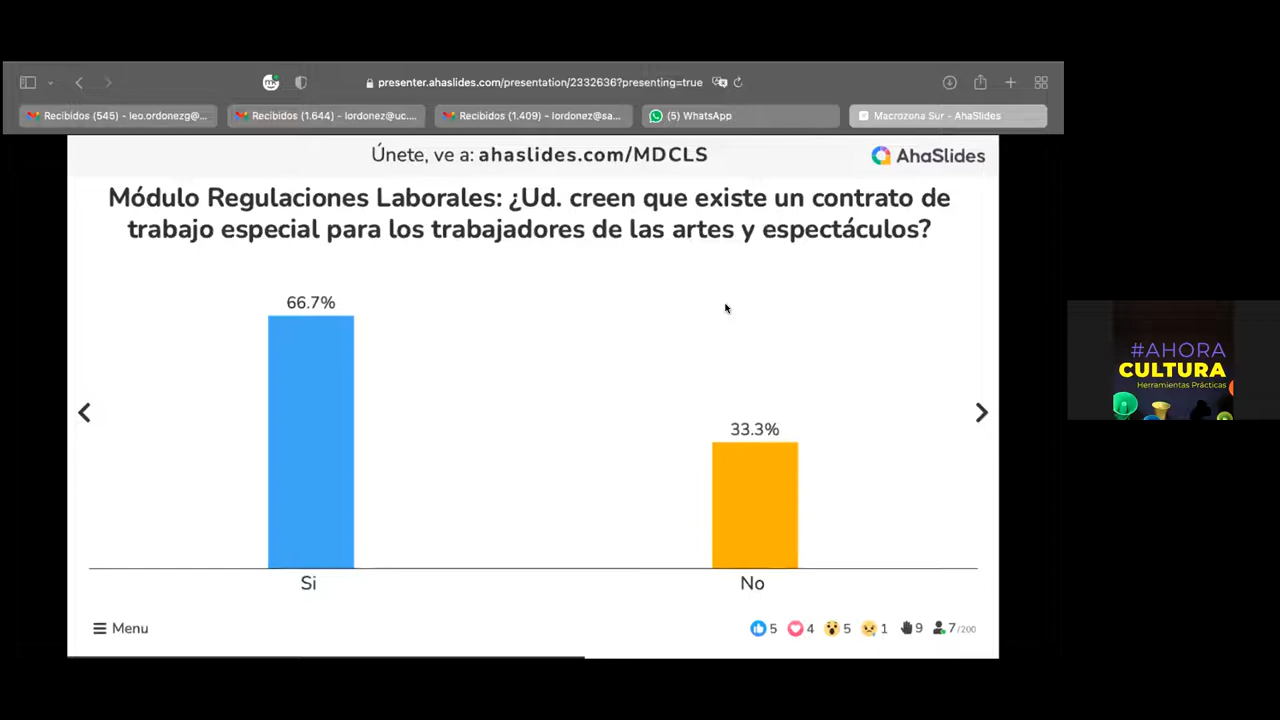 presenter.ahaslides.com/presentation/2332636?presenting=true
Recibidos (545) - leo.ordonezg@...
Recibidos (1.644) - lordonez@uc....
Recibidos (1.409) - lordonez@sa...
(5) WhatsApp
Macrozona Sur - AhaSlides
Únete, ve a: ahaslides.com/MDCLS
AhaSlides
Módulo Regulaciones Laborales: ¿Ud. creen que existe un contrato de
trabajo especial para los trabajadores de las artes y espectáculos?
66.7%
33.3%
Si
No
Menu
5
4
5
1
9
7/200
#AHORA
CULTURA
Herramientas Prácticas